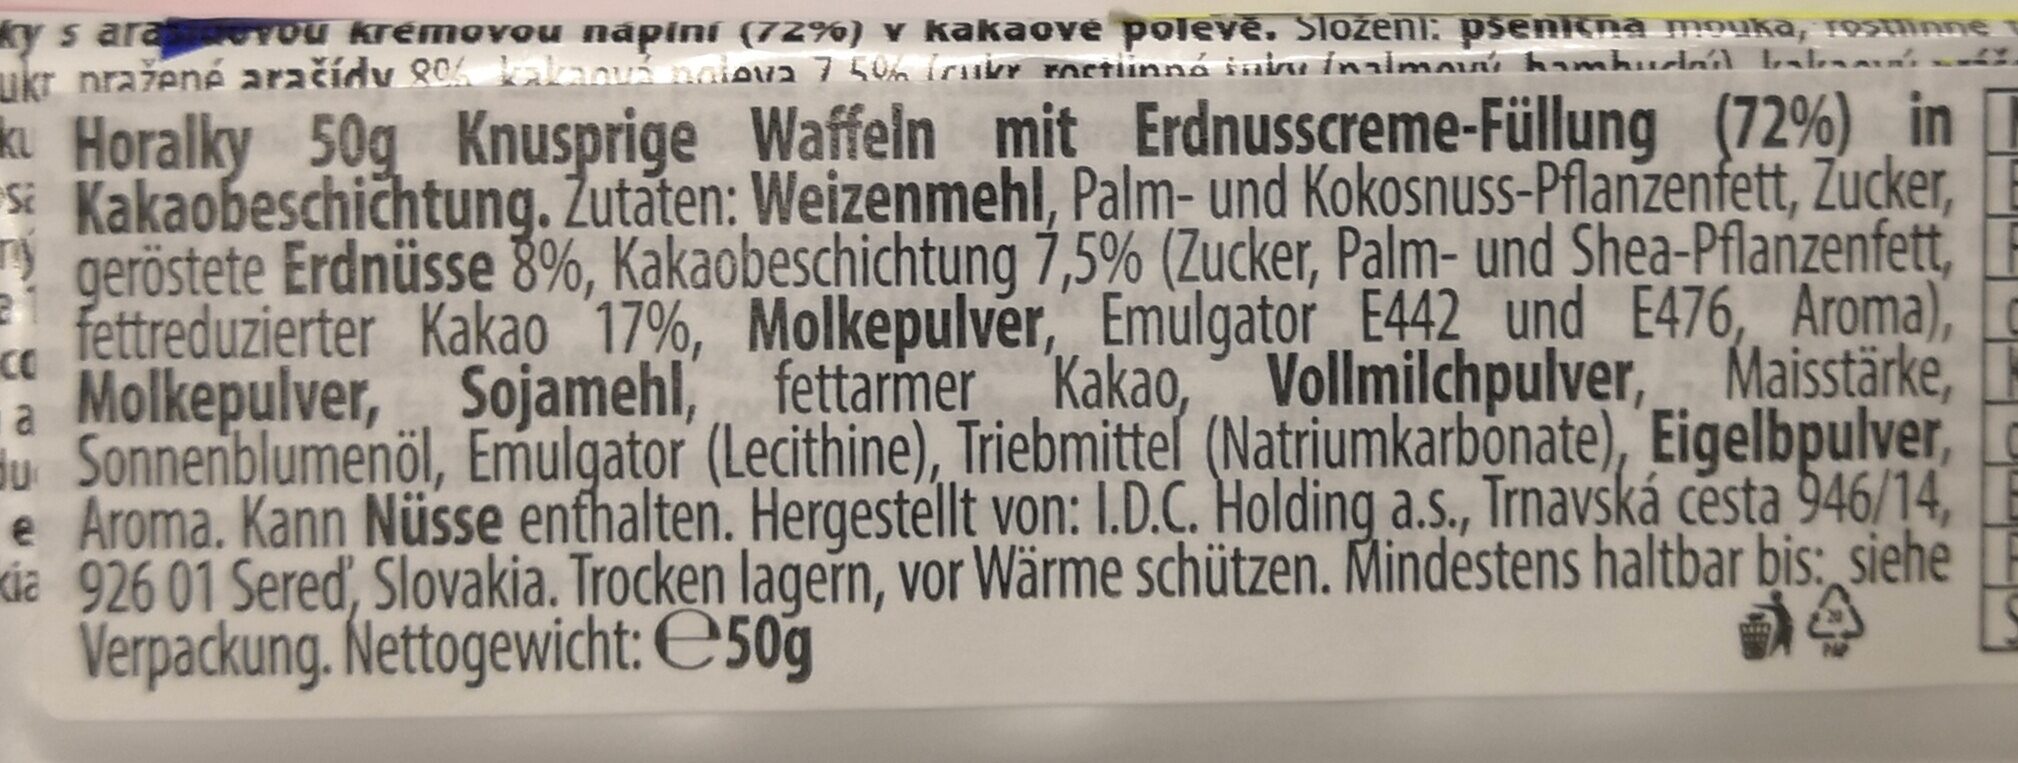 krémovou náplní (72%) v kakaové polevě. Složení: pšeničná mouka, rostlinné
pražené arašídy 8% kakaová poleva 7,5% (cukr, rostlinné tuky (palmový, bambucký)
Horalky 50g Knusprige Waffeln mit Erdnusscreme-Füllung (72%) in
Kakaobeschichtung. Zutaten: Weizenmehl, Palm- und Kokosnuss-Pflanzenfett, Zucker,
geröstete Erdnüsse 8%, Kakaobeschichtung 7,5% (Zucker, Palm- und Shea-Pflanzenfett,
fettreduzierter Kakao 17%, Molkepulver, Emulgator E442 und E476, Aroma),
Molkepulver, Sojamehl, fettarmer Kakao, Vollmilchpulver, Maisstärke,
Sonnenblumenöl, Emulgator (Lecithine), Triebmittel (Natriumkarbonate), Eigelbpulver,
Aroma. Kann Nüsse enthalten. Hergestellt von: I.D.C. Holding a.s., Trnavská cesta 946/14,
926 01 Sereď, Slovakia. Trocken lagern, vor Wärme schützen. Mindestens haltbar bis: siehe
Verpackung. Nettogewicht: ℮50g
20
PAP